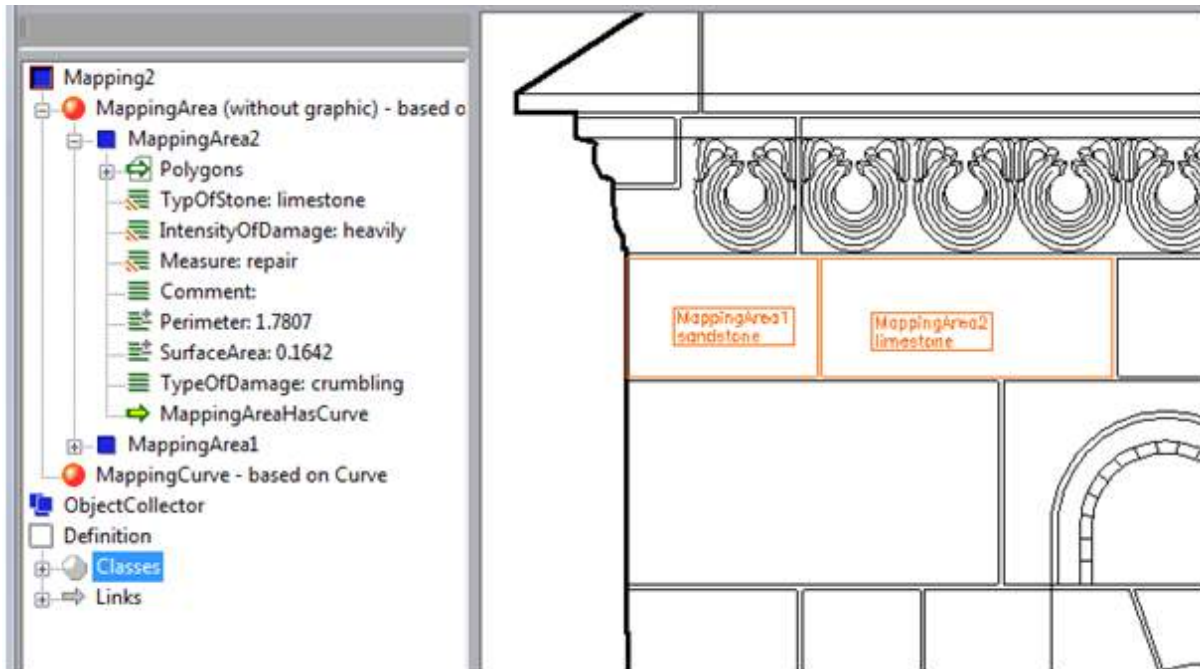 Mapping2
MappingArea (without graphic) - based o
MappingArea2
Polygons
TypOfStone: limestone
IntensityOfDamage: heavily
Measure: repair
Comment:
Perimeter: 1.7807
SurfaceArea: 0.1642
TypeOfDamage: crumbling
MappingAreaHasCurve
MappingArea1
MappingCurve - based on Curve
ObjectCollector
Definition
Classes
Links
MappingArea1
sandstone
MappingArea2
limestone